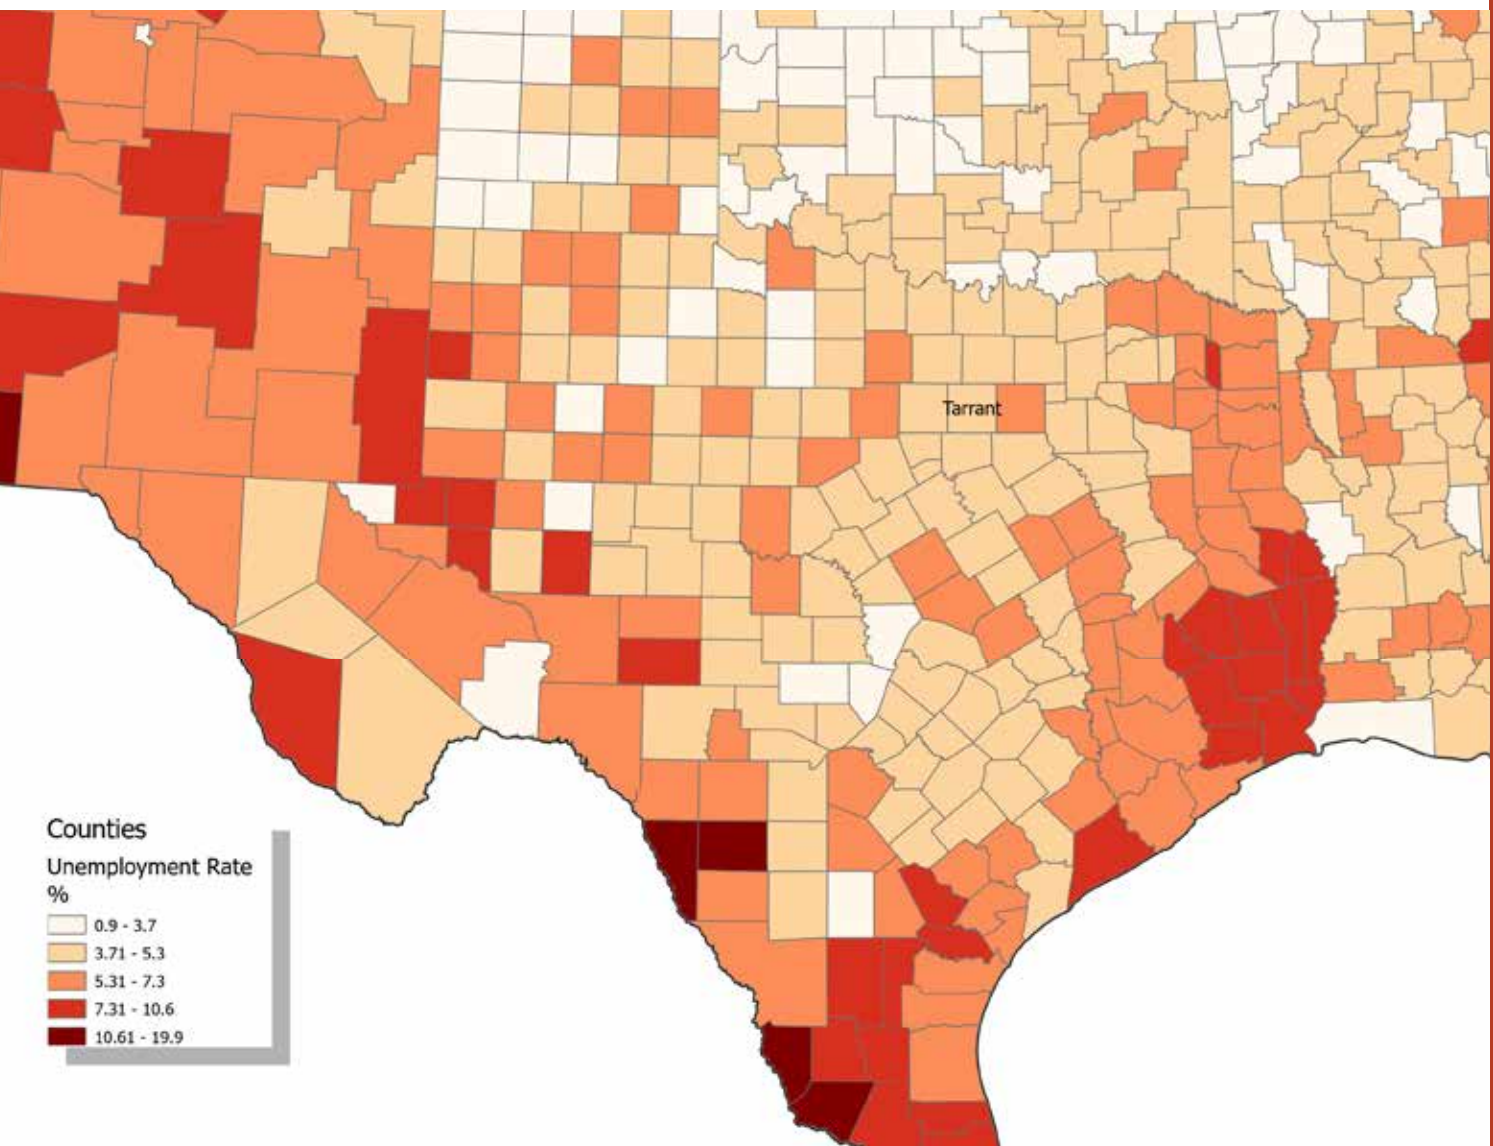 Tarrant
Counties
Unemployment Rate
%
0.9 - 3.7
3.71 - 5.3
5.31 - 7.3
7.31 - 10.6
10.61 - 19.9